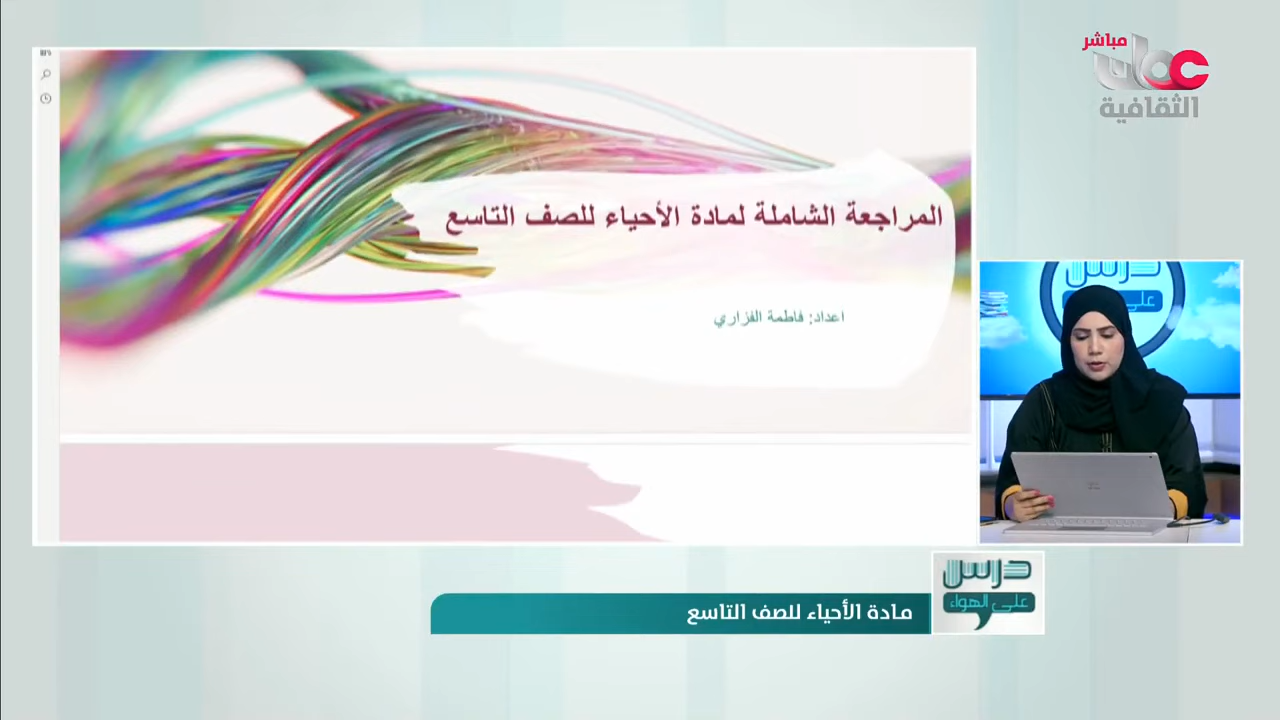 مباشر
عمان
الثقافية
المراجعة الشاملة لمادة الأحياء للصف التاسع
اعداد: فاطمة الفزاري
درس
على
درس
على الهواء
مادة الأحياء للصف التاسع